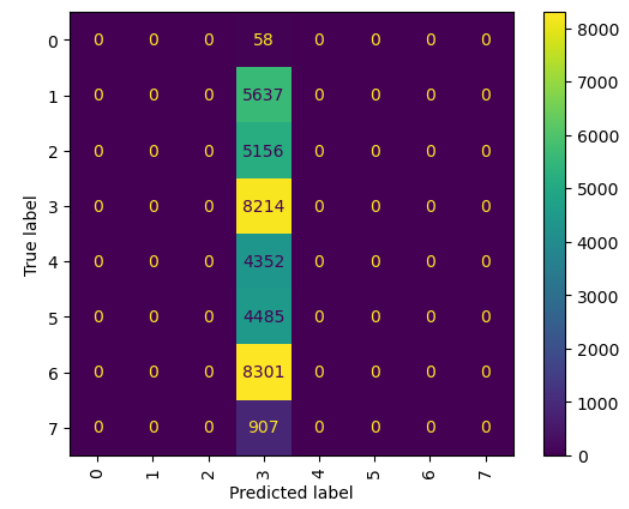 0 0 0 0 58 0 0 0 0 8000
1 0 0 0 5637 0 0 0 0 7000
2 0 0 0 5156 0 0 0 0 6000
3 0 0 0 8214 0 0 0 0 5000
4 0 0 0 4352 0 0 0 0 4000
5 0 0 0 4485 0 0 0 0 3000
6 0 0 0 8301 0 0 0 0 2000
7 0 0 0 907 0 0 0 0 1000
0
True label
0 1 2 3 4 5 6 7
Predicted label